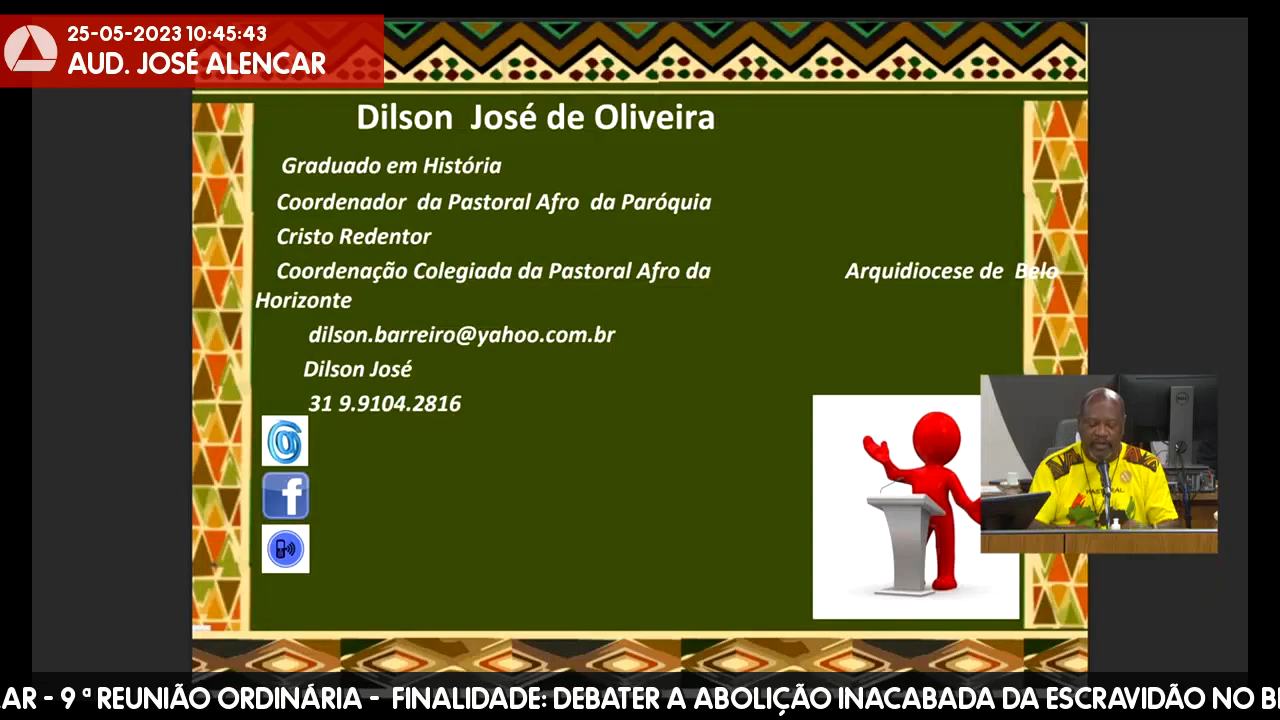 25-05-2023 10:45:43
AUD. JOSÉ ALENCAR
Dilson José de Oliveira
Graduado em História
Coordenador da Pastoral Afro da Paróquia
Cristo Redentor
Coordenação Colegiada da Pastoral Afro da Arquidiocese de Belo
Horizonte
dilson.barreiro@yahoo.com.br
Dilson José
31 9.9104.2816
PASTORAL
AR - 9 ª REUNIÃO ORDINÁRIA - FINALIDADE: DEBATER A ABOLIÇÃO INACABADA DA ESCRAVIDÃO NO B